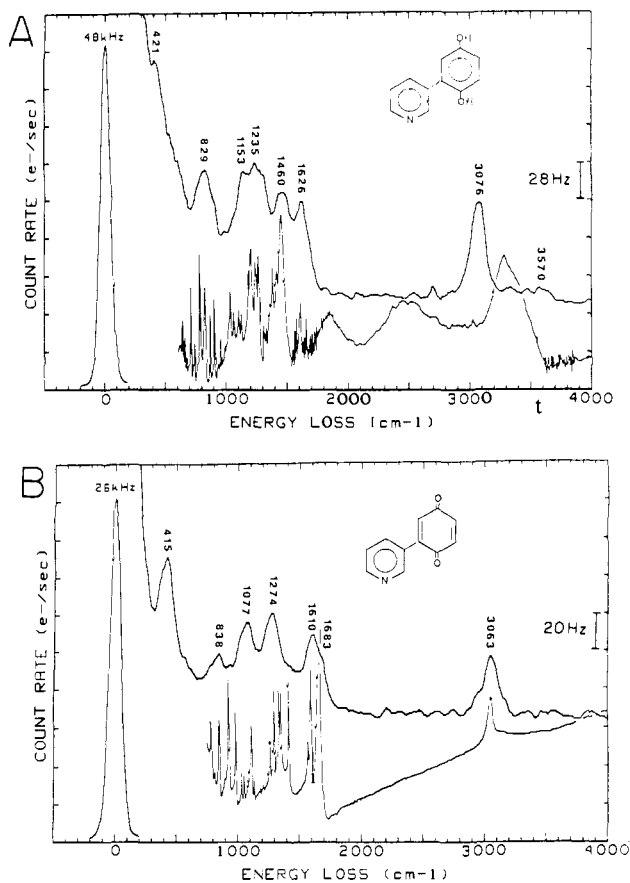 A
48kHz
421
829
1153
1235
1460
1626
3076
3570
28Hz
N
COUNT RATE (e-/sec)
0
1000
2000
3000
t
4000
ENERGY LOSS (cm-1)
B
26kHz
415
838
1077
1274
1610
1683
3063
20Hz
O
O
N
COUNT RATE (e-/sec)
0
1000
2000
3000
4000
ENERGY LOSS (cm-1)